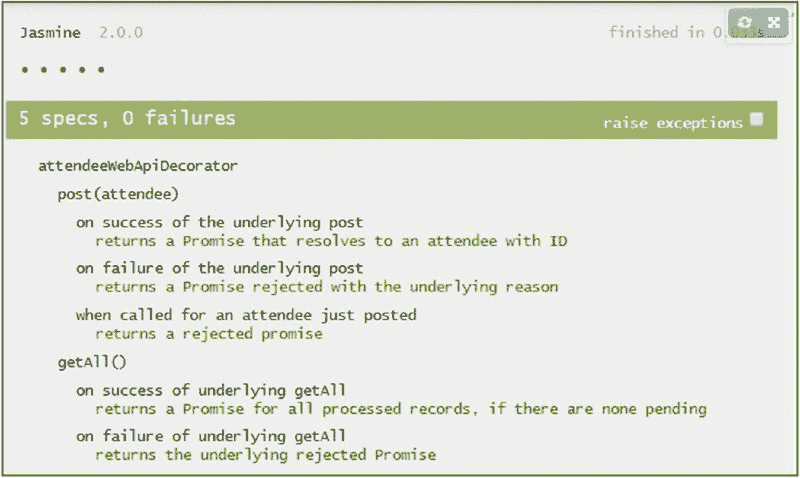 Jasmine 2.0.0
finished in 0.
5 specs, 0 failures
raise exceptions
attendeeWebApiDecorator
post(attendee)
on success of the underlying post
returns a Promise that resolves to an attendee with ID
on failure of the underlying post
returns a Promise rejected with the underlying reason
when called for an attendee just posted
returns a rejected promise
getAll()
on success of underlying getAll
returns a Promise for all processed records, if there are none pending
on failure of underlying getAll
returns the underlying rejected Promise